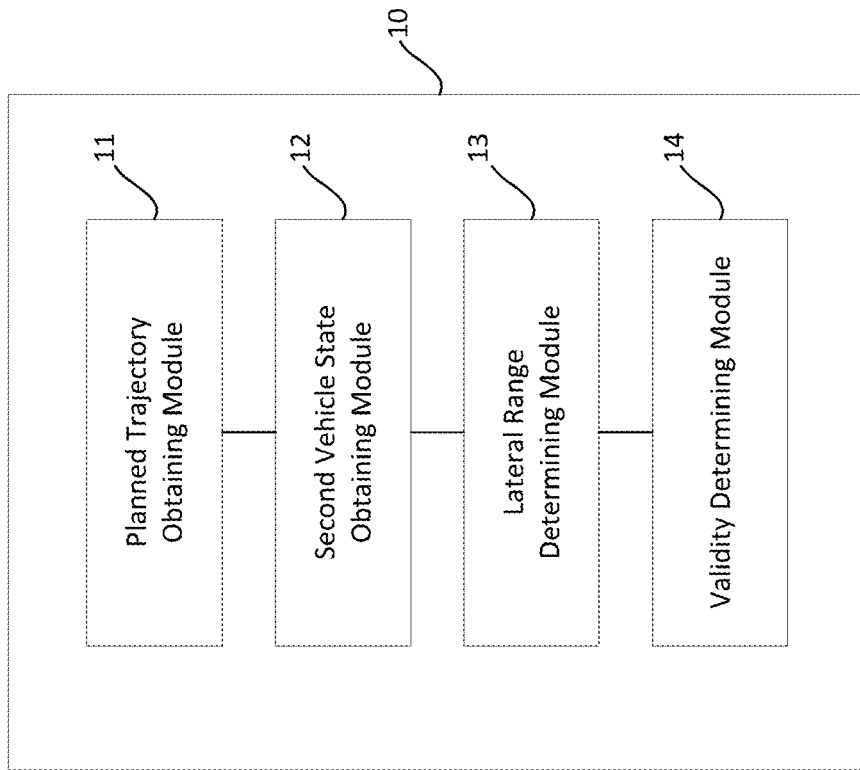 10
11
Planned Trajectory
Obtaining Module
12
Second Vehicle State
Obtaining Module
13
Lateral Range
Determining Module
14
Validity Determining Module